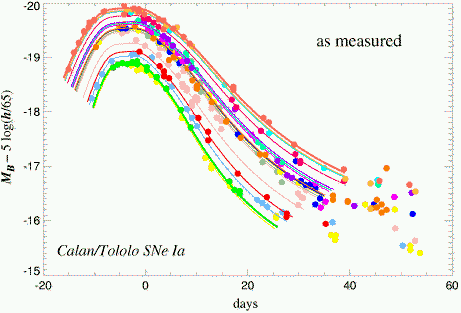 as measured
M_B – 5 log(h/65)
-20
-19
-18
-17
-16
-15
Calan/Tololo SNe Ia
-20 0 20 40 60
days